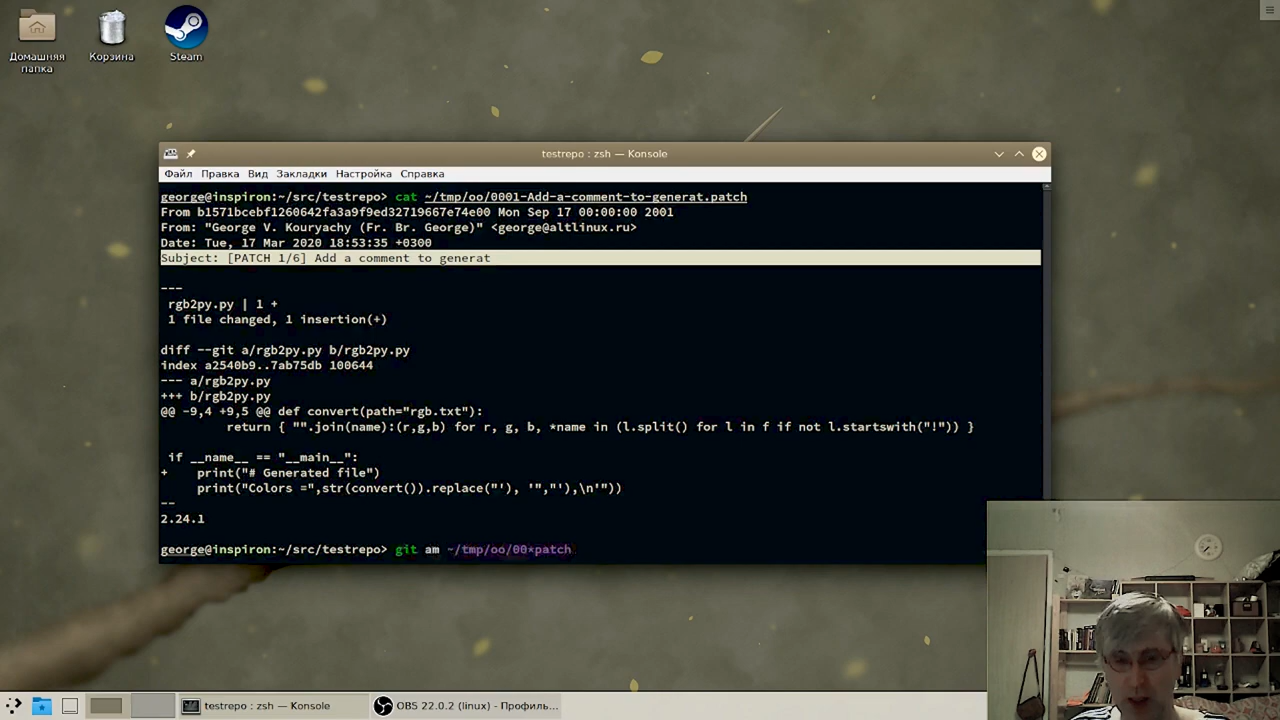 Домашняя
папка
Корзина
Steam
testrepo : zsh — Konsole
Файл Правка Вид Закладки Настройка Справка
george@inspiron:~/src/testrepo> cat ~/tmp/oo/0001-Add-a-comment-to-generat.patch
From b1571bcebf1260642fa3a9f9ed32719667e74e00 Mon Sep 17 00:00:00 2001
From: "George V. Kouryachy (Fr. Br. George)" <george@altlinux.ru>
Date: Tue, 17 Mar 2020 18:53:35 +0300
Subject: [PATCH 1/6] Add a comment to generat
---
rgb2py.py | 1 +
1 file changed, 1 insertion(+)
diff --git a/rgb2py.py b/rgb2py.py
index a2540b9..7ab75db 100644
--- a/rgb2py.py
+++ b/rgb2py.py
@@ -9,4 +9,5 @@ def convert(path="rgb.txt"):
return { "".join(name):(r,g,b) for r, g, b, *name in (l.split() for l in f if not l.startswith("!")) }
if __name__ == "__main__":
+    print("# Generated file")
print("Colors =",str(convert()).replace("'), '","'),\n'"))
--
2.24.1
george@inspiron:~/src/testrepo> git am ~/tmp/oo/00*patch
testrepo : zsh — Konsole
OBS 22.0.2 (linux) - Профиль...